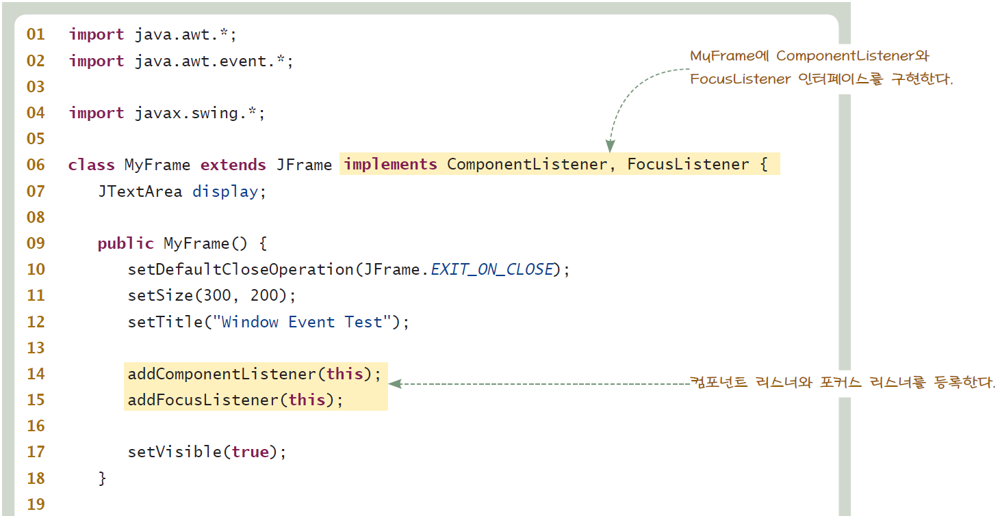 01 import java.awt.*;
02 import java.awt.event.*;
03
MyFrame에 ComponentListener와
FocusListener 인터페이스를 구현한다.
04 import javax.swing.*;
05
06 class MyFrame extends JFrame implements ComponentListener, FocusListener {
07 JTextArea display;
08
09 public MyFrame() {
10 setDefaultCloseOperation(JFrame.EXIT_ON_CLOSE);
11 setSize(300, 200);
12 setTitle("Window Event Test");
13
14 addComponentListener(this);
컴포넌트 리스너와 포커스 리스너를 등록한다.
15 addFocusListener(this);
16
17 setVisible(true);
18 }
19